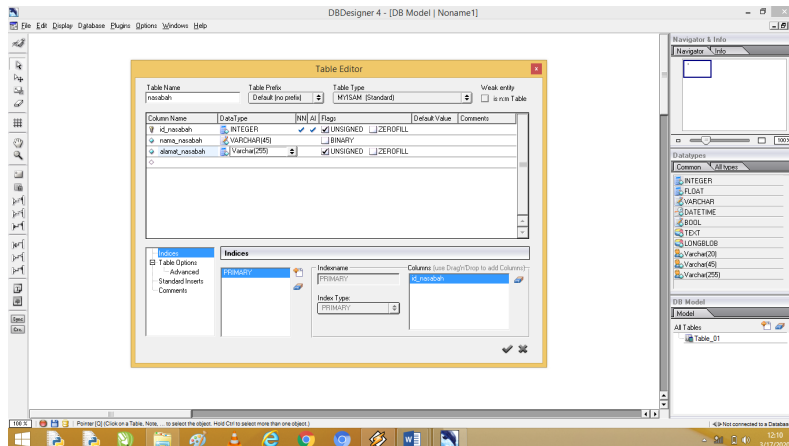 DBDesigner 4 - [DB Model | Noname1]
File Edit Display Database Plugins Options Windows Help
Table Editor
Table Name Table Prefix Table Type Weak entity
nasabah Default (no prefix) MYISAM (Standard) is n:m Table
Column Name DataType NN AI Flags Default Value Comments
id_nasabah INTEGER UNSIGNED ZEROFILL
nama_nasabah VARCHAR(45) BINARY
alamat_nasabah Varchar(255) UNSIGNED ZEROFILL
Indices
Table Options
Advanced
Standard Inserts
Comments
Indices
PRIMARY
Indexname
PRIMARY
Index Type:
PRIMARY
Columns (use Drag'n'Drop to add Columns)
id_nasabah
Navigator & Info
Navigator Info
100
Datatypes
Common All types
INTEGER
FLOAT
VARCHAR
DATETIME
BOOL
TEXT
LONGBLOB
Varchar(20)
Varchar(45)
Varchar(255)
DB Model
Model
All Tables
Table_01
Sync
100 % Pointer [Q] (Click on a Table, Note, ... to select the object. Hold Ctrl to select more than one object.)
Not connected to a Database
12:10
3/17/2020